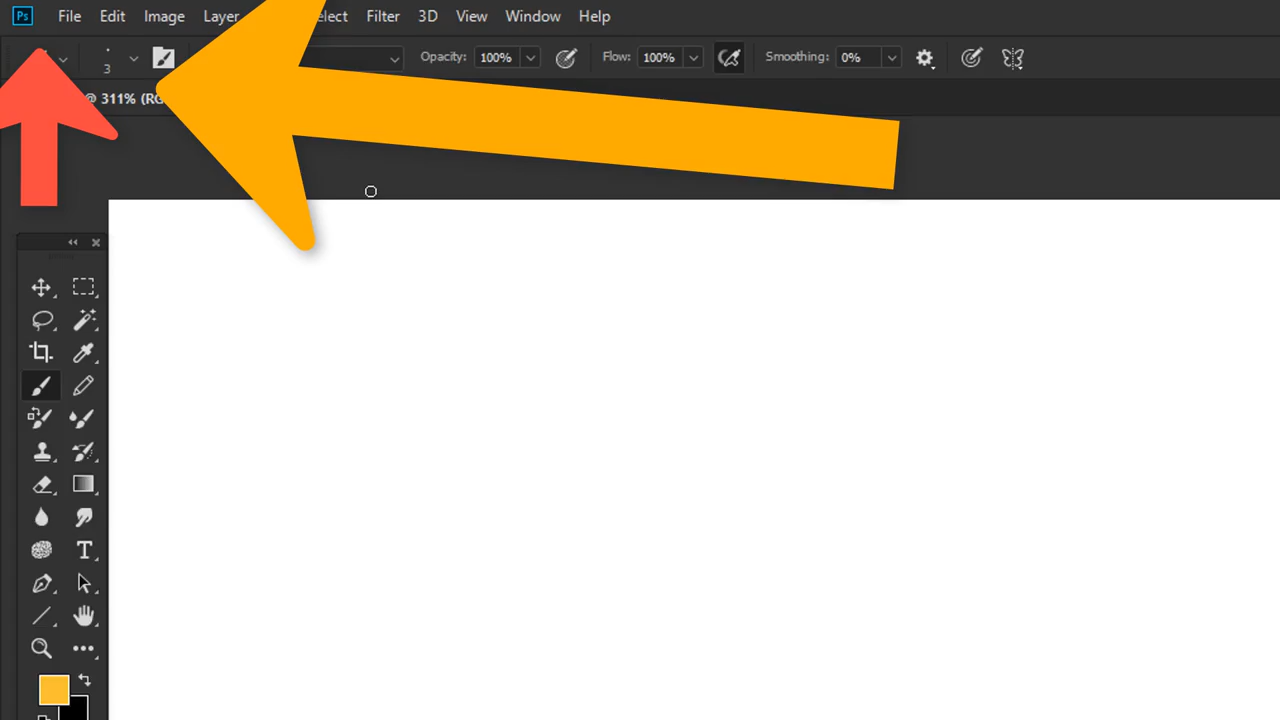 Ps File Edit Image Layer elect Filter 3D View Window Help
3 Opacity: 100% Flow: 100% Smoothing: 0%
@ 311% (RG
T